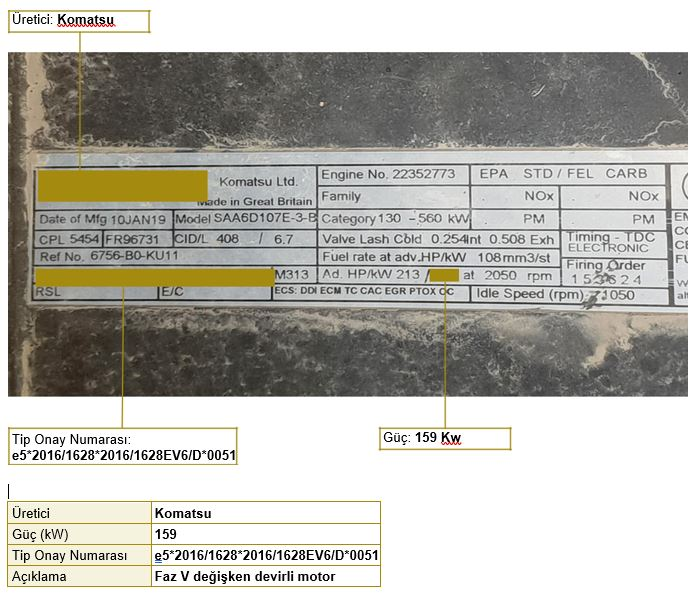 Üretici: Komatsu
Komatsu Ltd.
Made in Great Britain
Engine No. 22352773
EPA STD / FEL CARB
Family
NOx
NOx
Date of Mfg 10JAN19
Model SAA6D107E-3-B
Category 130 - 560 kW
PM
PM
CPL 5454
FR96731
CID/L 408 / 6.7
Valve Lash Cold 0.254Int 0.508 Exh
Timing - TDC
ELECTRONIC
Ref No. 6756-B0-KU11
Fuel rate at adv.HP/kW 108mm3/st
Firing Order
M313
Ad. HP/kW 213 /
at 2050 rpm
RSL
E/C
ECS: DDI ECM TC CAC EGR PTOX OC
Idle Speed (rpm)
1050
Tip Onay Numarası:
e5*2016/1628*2016/1628EV6/D*0051
Güç: 159 Kw
Üretici Komatsu
Güç (kW) 159
Tip Onay Numarası e5*2016/1628*2016/1628EV6/D*0051
Açıklama Faz V değişken devirli motor